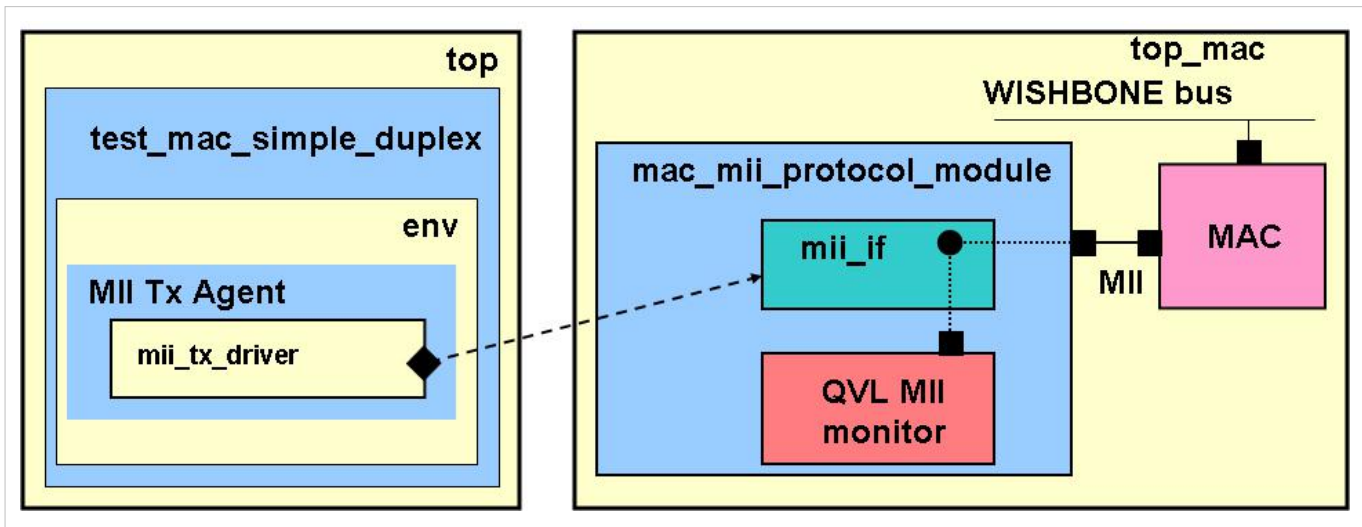 top
test_mac_simple_duplex
env
MII Tx Agent
mii_tx_driver
top_mac
WISHBONE bus
mac_mii_protocol_module
mii_if
MII
MAC
QVL MII
monitor